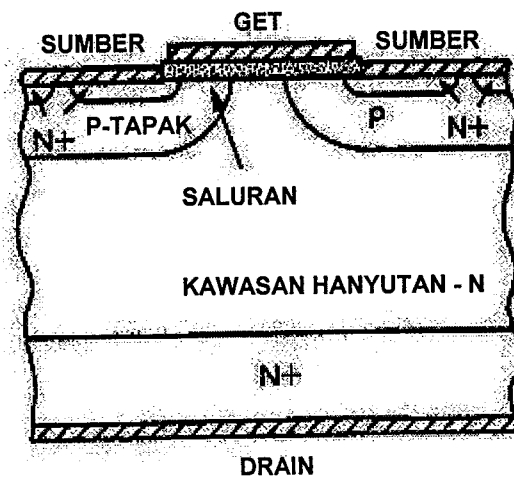 GET
SUMBER SUMBER
N+ P-TAPAK P N+
SALURAN
KAWASAN HANYUTAN - N
N+
DRAIN